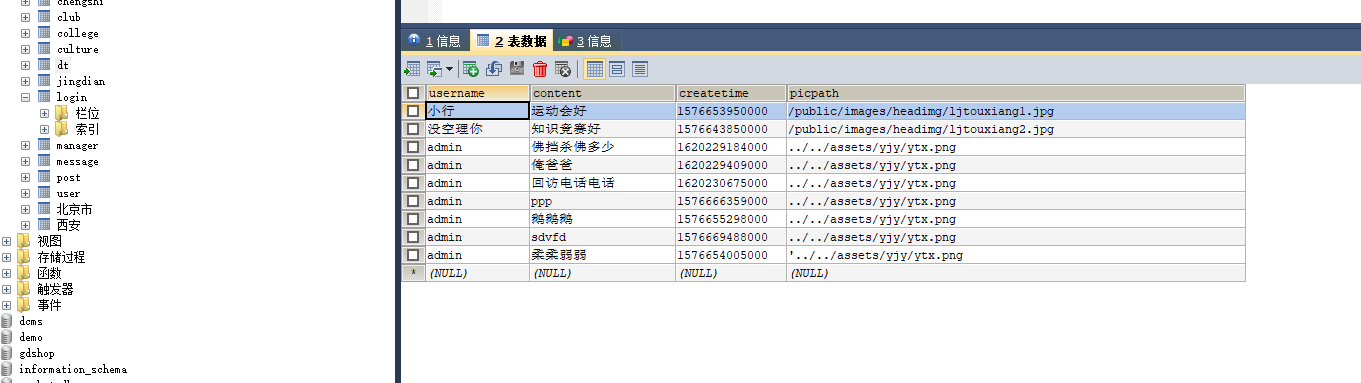 chengshi
club
college
culture
dt
jingdian
login
栏位
索引
manager
message
post
user
北京市
西安
视图
存储过程
函数
触发器
事件
dcms
demo
gdshop
information_schema
1 信息 2 表数据 3 信息
username content createtime picpath
小行 运动会好 1576653950000 /public/images/headimg/ljtouxiang1.jpg
没空理你 知识竞赛好 1576643850000 /public/images/headimg/ljtouxiang2.jpg
admin 佛挡杀佛多少 1620229184000 ../../assets/yjy/ytx.png
admin 俺爸爸 1620229409000 ../../assets/yjy/ytx.png
admin 回访电话电话 1620230675000 ../../assets/yjy/ytx.png
admin ppp 1576666359000 ../../assets/yjy/ytx.png
admin 鹅鹅鹅 1576655298000 ../../assets/yjy/ytx.png
admin sdvfd 1576669488000 ../../assets/yjy/ytx.png
admin 柔柔弱弱 1576654005000 '../../assets/yjy/ytx.png
* (NULL) (NULL) (NULL) (NULL)